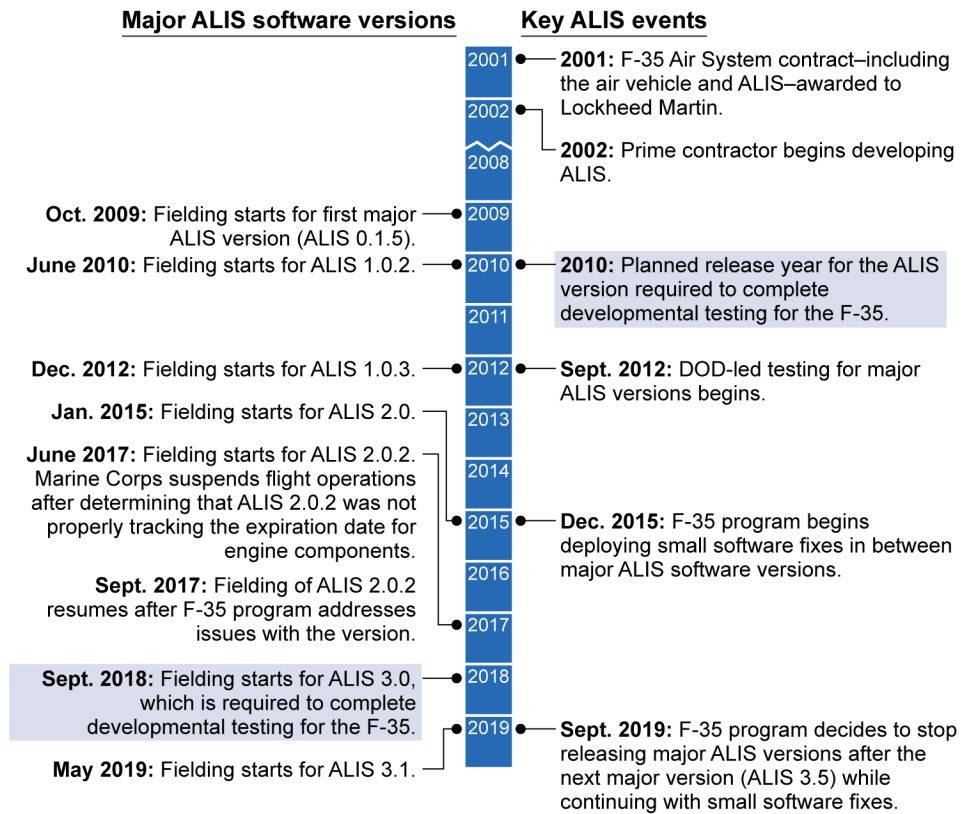 Major ALIS software versions
Key ALIS events
2001
2002
2008
2009
2010
2011
2012
2013
2014
2015
2016
2017
2018
2019
Oct. 2009: Fielding starts for first major
ALIS version (ALIS 0.1.5).
June 2010: Fielding starts for ALIS 1.0.2.
Dec. 2012: Fielding starts for ALIS 1.0.3.
Jan. 2015: Fielding starts for ALIS 2.0.
June 2017: Fielding starts for ALIS 2.0.2.
Marine Corps suspends flight operations
after determining that ALIS 2.0.2 was not
properly tracking the expiration date for
engine components.
Sept. 2017: Fielding of ALIS 2.0.2
resumes after F-35 program addresses
issues with the version.
Sept. 2018: Fielding starts for ALIS 3.0,
which is required to complete
developmental testing for the F-35.
May 2019: Fielding starts for ALIS 3.1.
2001: F-35 Air System contract–including
the air vehicle and ALIS–awarded to
Lockheed Martin.
2002: Prime contractor begins developing
ALIS.
2010: Planned release year for the ALIS
version required to complete
developmental testing for the F-35.
Sept. 2012: DOD-led testing for major
ALIS versions begins.
Dec. 2015: F-35 program begins
deploying small software fixes in between
major ALIS software versions.
Sept. 2019: F-35 program decides to stop
releasing major ALIS versions after the
next major version (ALIS 3.5) while
continuing with small software fixes.